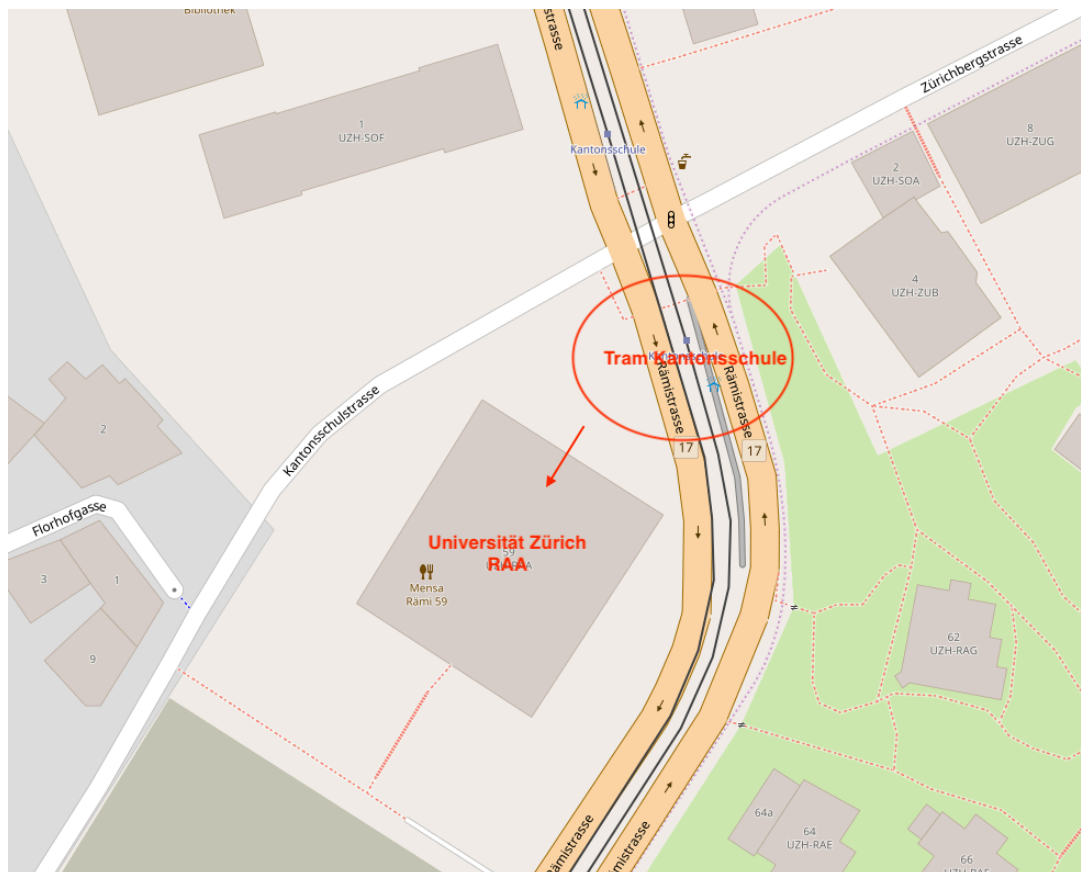 Bibliothek
strasse
Zürichbergstrasse
1
UZH-SOF
Kantonsschule
8
UZH-ZUG
2
UZH-SOA
4
UZH-ZUB
Tram Kantonsschule
Rämistrasse
Rämistrasse
17
17
2
Kantonsschulstrasse
Florhofgasse
3
1
9
Universität Zürich
RAA
59
Mensa
Rämi 59
62
UZH-RAG
64a
64
UZH-RAE
66
Rämistrasse